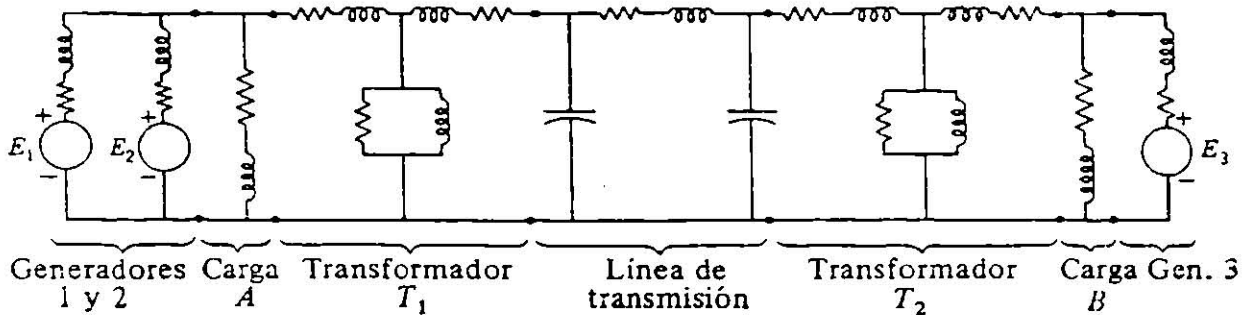 +
+
+
E₁
E₂
E₃
−
−
−
Generadores
1 y 2
Carga
A
Transformador
T₁
Línea de
transmisión
Transformador
T₂
Carga
B
Gen. 3